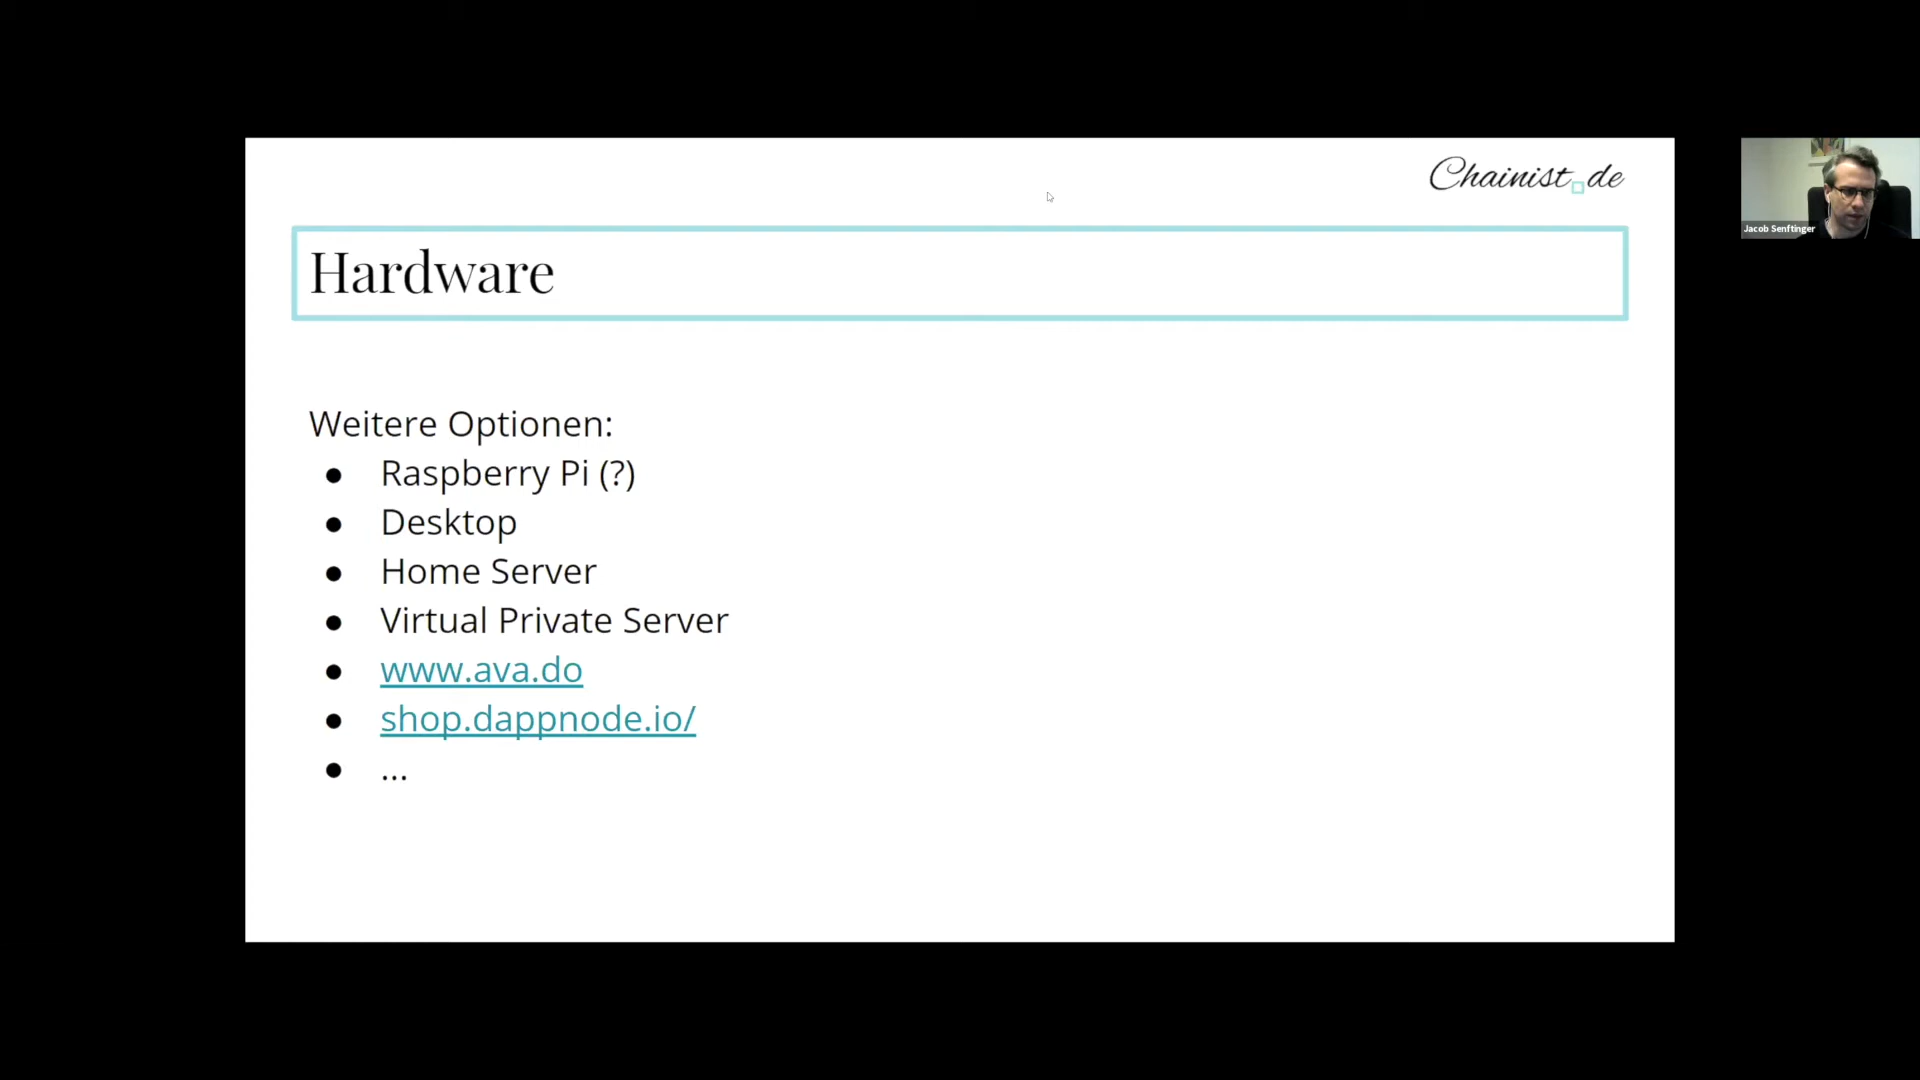 Chainist.de
Jacob Senftinger
Hardware
Weitere Optionen:
● Raspberry Pi (?)
● Desktop
● Home Server
● Virtual Private Server
● www.ava.do
● shop.dappnode.io/
● ...